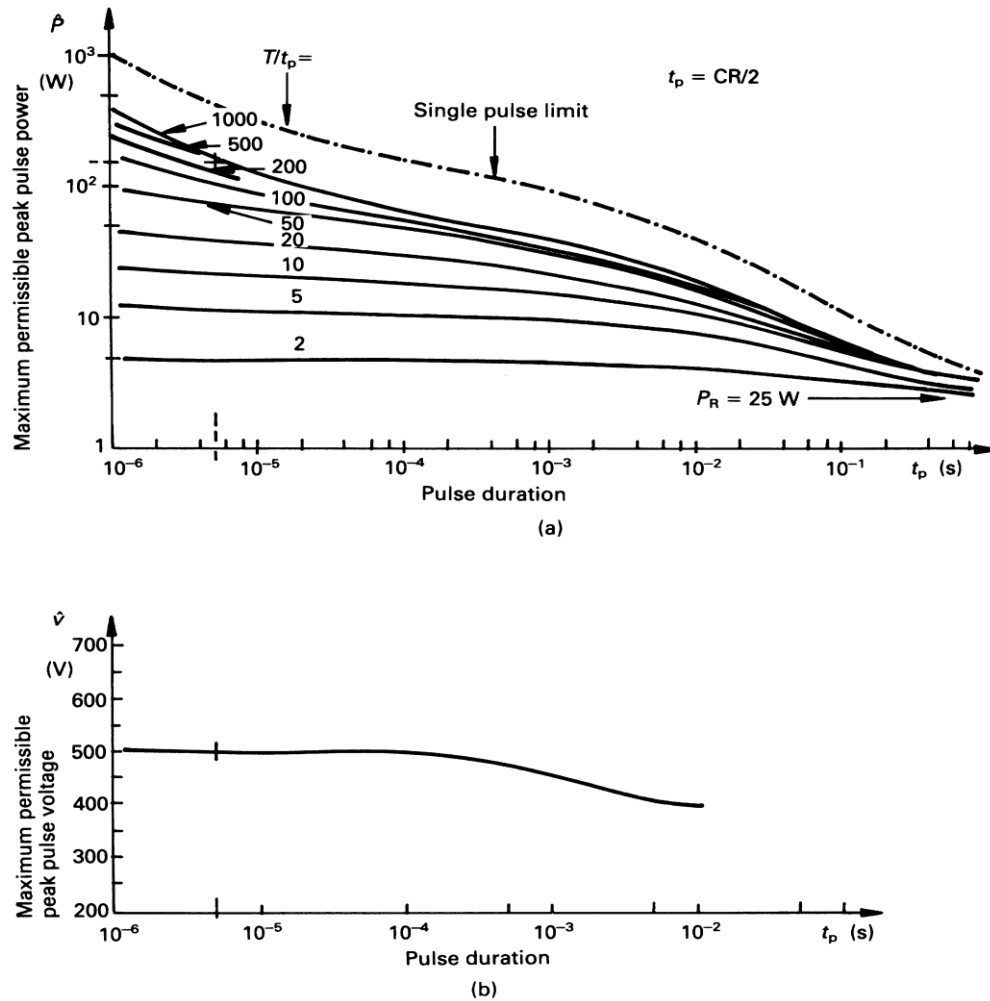 P̂
10³
(W)
T/tₚ=
tₚ = CR/2
Single pulse limit
1000
500
200
10²
100
50
20
10
5
10
2
P_R = 25 W
1
Maximum permissible peak pulse power
10⁻⁶
10⁻⁵
10⁻⁴
10⁻³
10⁻²
10⁻¹
tₚ (s)
Pulse duration
(a)
v̂
700
(V)
600
500
400
300
200
Maximum permissible
peak pulse voltage
10⁻⁶
10⁻⁵
10⁻⁴
10⁻³
10⁻²
tₚ (s)
Pulse duration
(b)